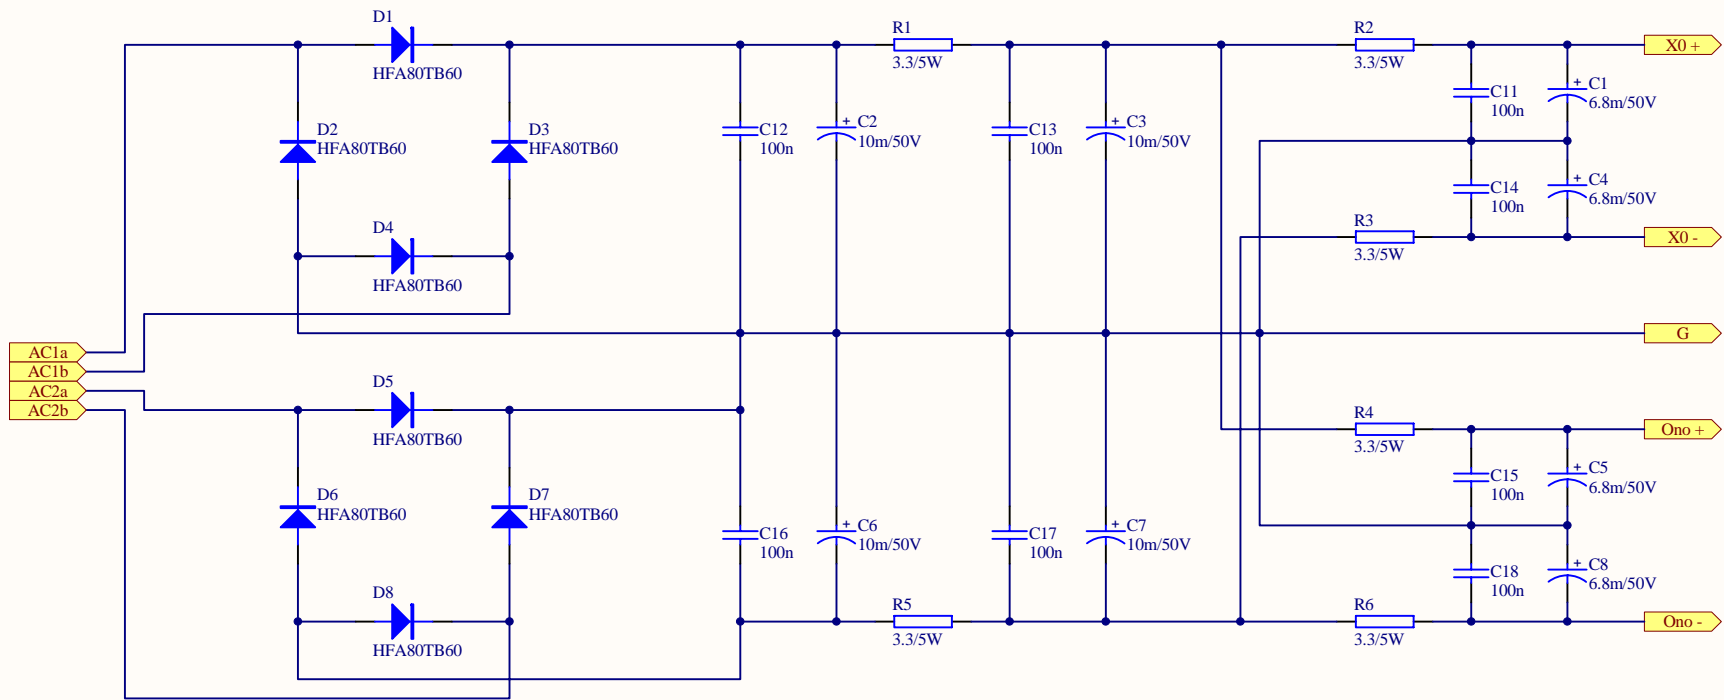 D1
HFA80TB60
D2
HFA80TB60
D3
HFA80TB60
D4
HFA80TB60
C12
100n
C2
10m/50V
R1
3.3/5W
C13
100n
C3
10m/50V
R2
3.3/5W
C11
100n
C1
6.8m/50V
X0 +
C14
100n
C4
6.8m/50V
R3
3.3/5W
X0 -
G
AC1a
AC1b
AC2a
AC2b
D5
HFA80TB60
D6
HFA80TB60
D7
HFA80TB60
D8
HFA80TB60
C16
100n
C6
10m/50V
R5
3.3/5W
C17
100n
C7
10m/50V
R4
3.3/5W
C15
100n
C5
6.8m/50V
Ono +
C18
100n
C8
6.8m/50V
R6
3.3/5W
Ono -